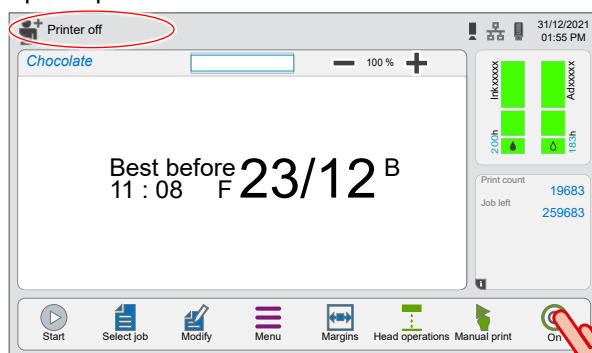 Printer off
31/12/2021
01:55 PM
Chocolate
100 %
Inkxxxxx
Adxxxxx
200h
183h
Best before
11 : 08 F
23/12
B
Print count
19683
Job left
259683
Start
Select job
Modify
Menu
Margins
Head operations
Manual print
On